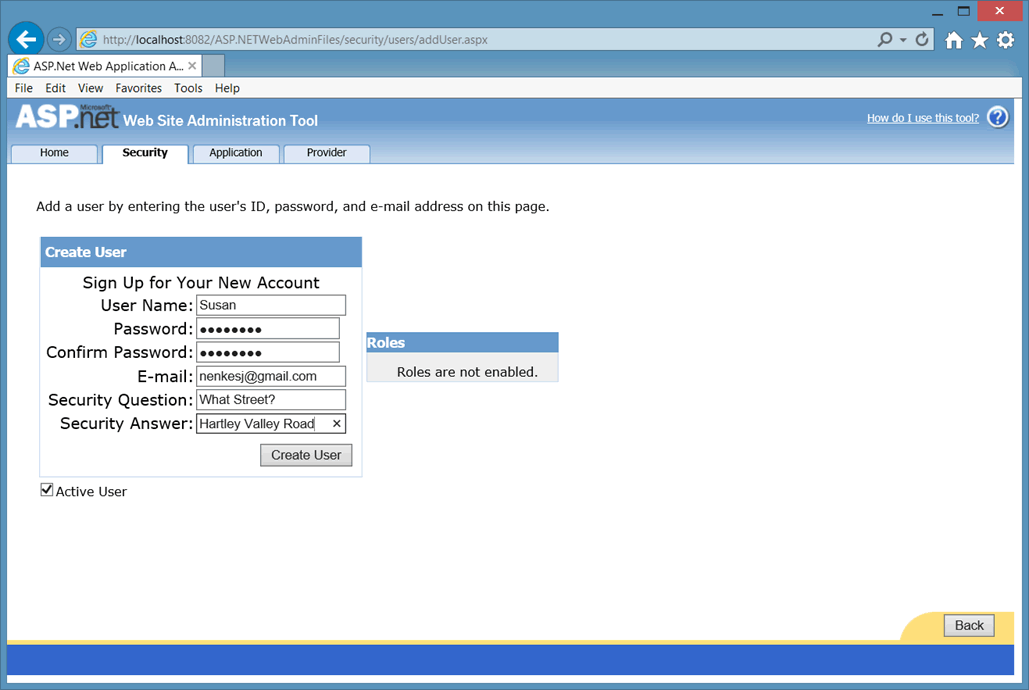 http://localhost:8082/ASP.NETWebAdminFiles/security/users/addUser.aspx
ASP.Net Web Application A...
File Edit View Favorites Tools Help
Microsoft
ASP.net Web Site Administration Tool
How do I use this tool? ?
Home Security Application Provider
Add a user by entering the user's ID, password, and e-mail address on this page.
Create User
Sign Up for Your New Account
User Name: Susan
Password: ●●●●●●●●
Confirm Password: ●●●●●●●●
E-mail: nenkesj@gmail.com
Security Question: What Street?
Security Answer: Hartley Valley Road
Create User
Roles
Roles are not enabled.
Active User
Back